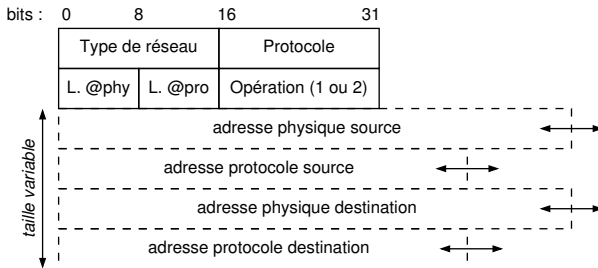 bits : 0 8 16 31
Type de réseau Protocole
L. @phy L. @pro Opération (1 ou 2)
adresse physique source
adresse protocole source
adresse physique destination
adresse protocole destination
taille variable